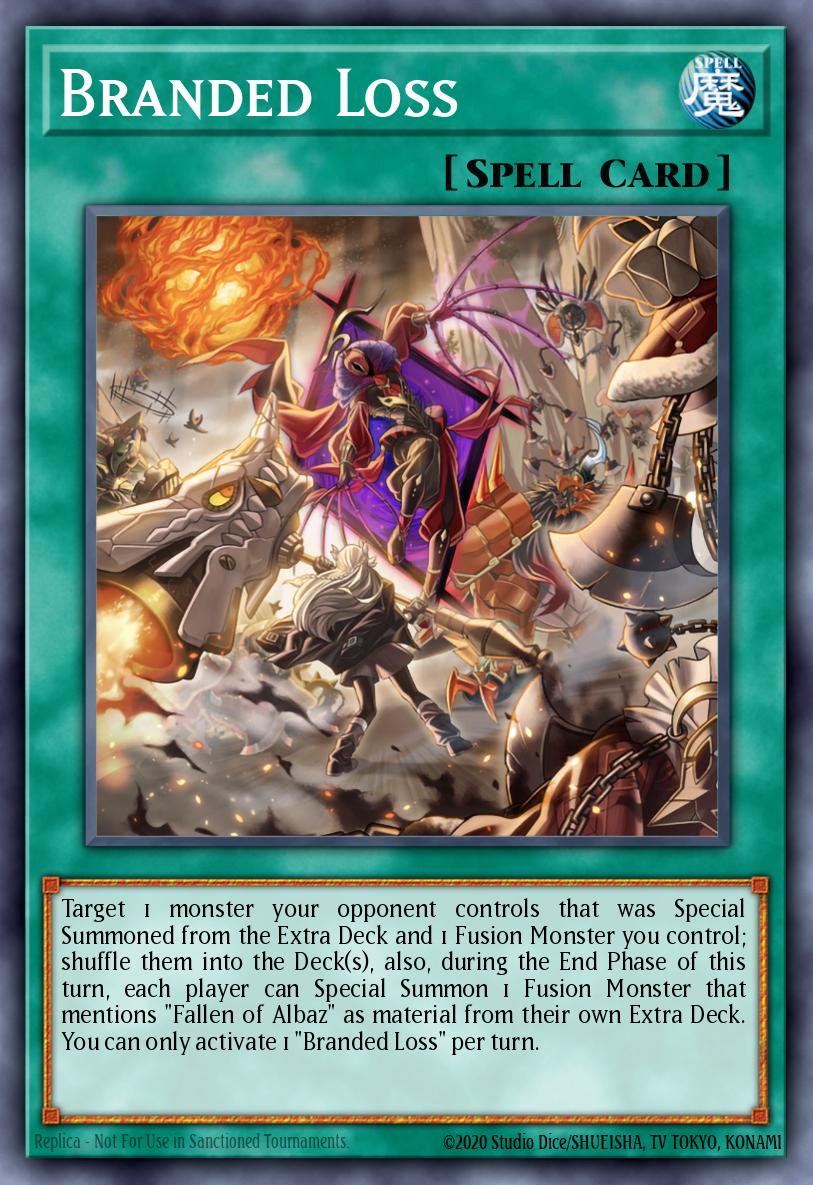 Branded Loss
SPELL
魔
[Spell Card]
Target 1 monster your opponent controls that was Special
Summoned from the Extra Deck and 1 Fusion Monster you control;
shuffle them into the Deck(s), also, during the End Phase of this
turn, each player can Special Summon 1 Fusion Monster that
mentions "Fallen of Albaz" as material from their own Extra Deck.
You can only activate 1 "Branded Loss" per turn.
Replica - Not For Use in Sanctioned Tournaments.
©2020 Studio Dice/SHUEISHA, TV TOKYO, KONAMI